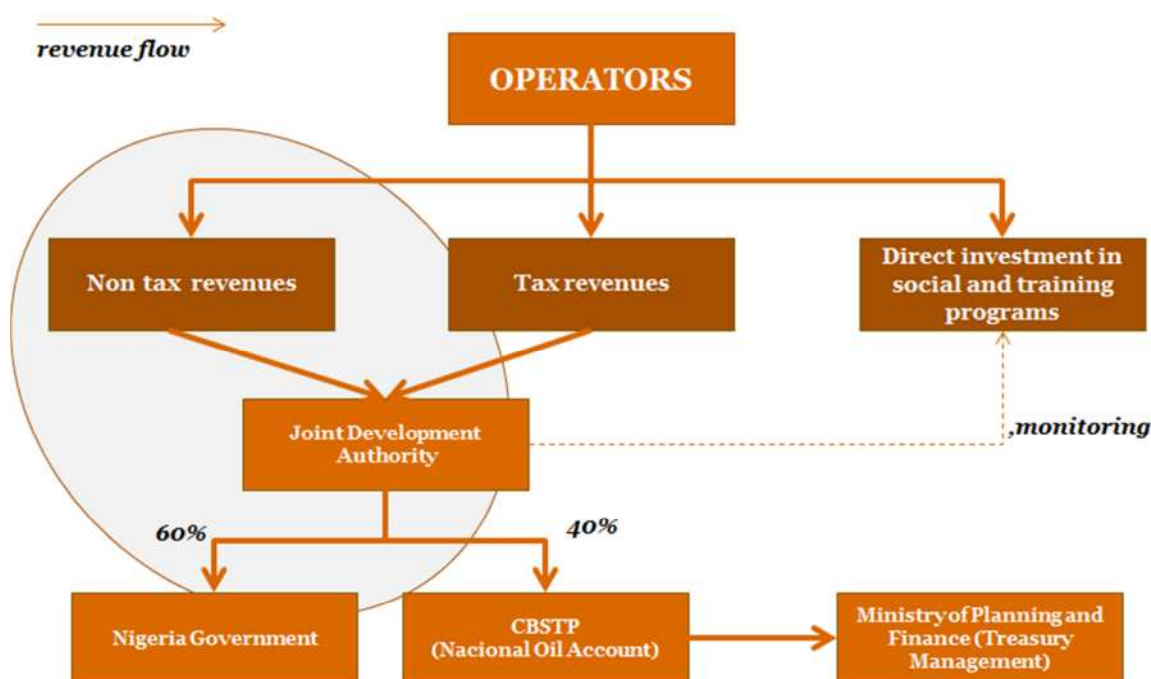 revenue flow
OPERATORS
Non tax revenues
Tax revenues
Direct investment in
social and training
programs
Joint Development
Authority
,monitoring
60%
40%
Nigeria Government
CBSTP
(Nacional Oil Account)
Ministry of Planning and
Finance (Treasury
Management)